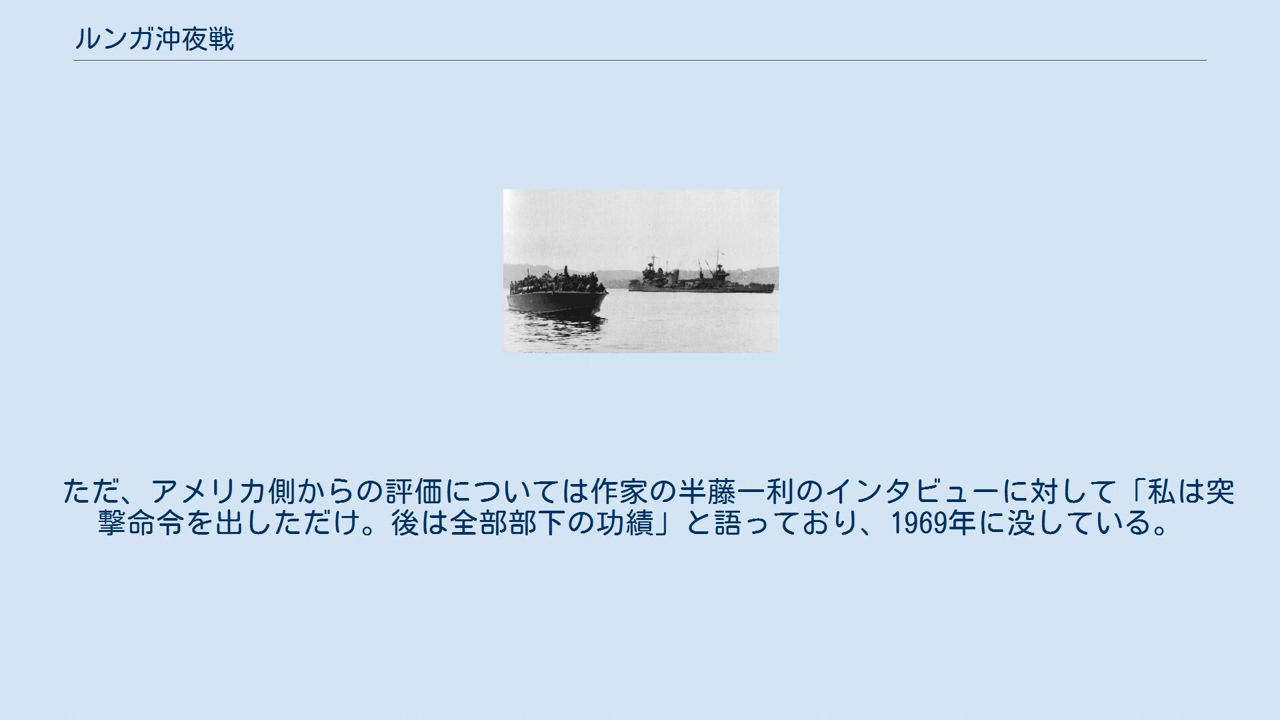 ルンガ沖夜戦
ただ、アメリカ側からの評価については作家の半藤一利のインタビューに対して「私は突
撃命令を出しただけ。後は全部部下の功績」と語っており、1969年に没している。